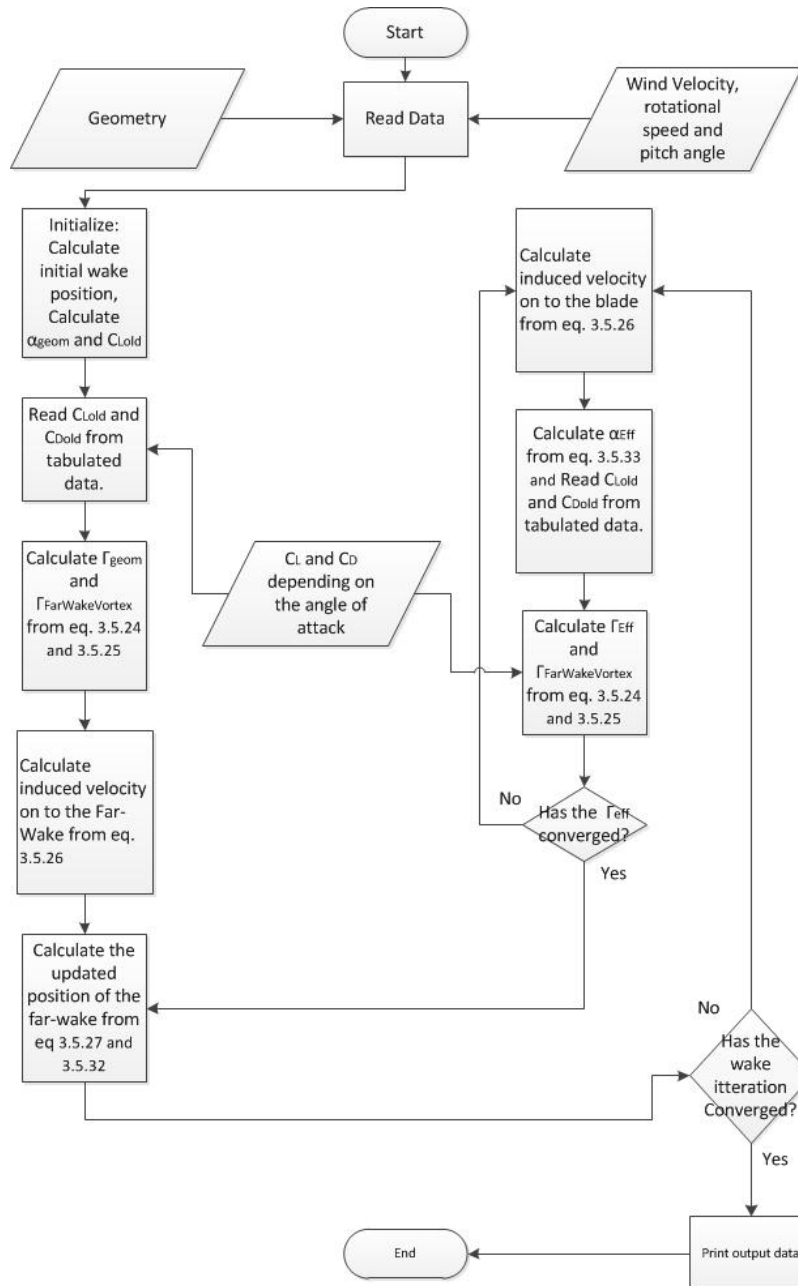 Start
Geometry
Read Data
Wind Velocity,
rotational
speed and
pitch angle
Initialize:
Calculate
initial wake
position,
Calculate
αgeom and CLold
Read CLold and
CDold from
tabulated
data.
Calculate Γgeom
and
ΓFarWakeVortex
from eq. 3.5.24
and 3.5.25
Calculate
induced velocity
on to the Far-
Wake from eq.
3.5.26
Calculate the
updated
position of the
far-wake from
eq 3.5.27 and
3.5.32
CL and CD
depending on
the angle of
attack
Calculate
induced velocity
on to the blade
from eq. 3.5.26
Calculate αEff
from eq. 3.5.33
and Read CLold
and CDold from
tabulated data.
Calculate ΓEff
and
ΓFarWakeVortex
from eq. 3.5.24
and 3.5.25
No
Has the Γeff
converged?
Yes
No
Has the
wake
itteration
Converged?
Yes
Print output data
End